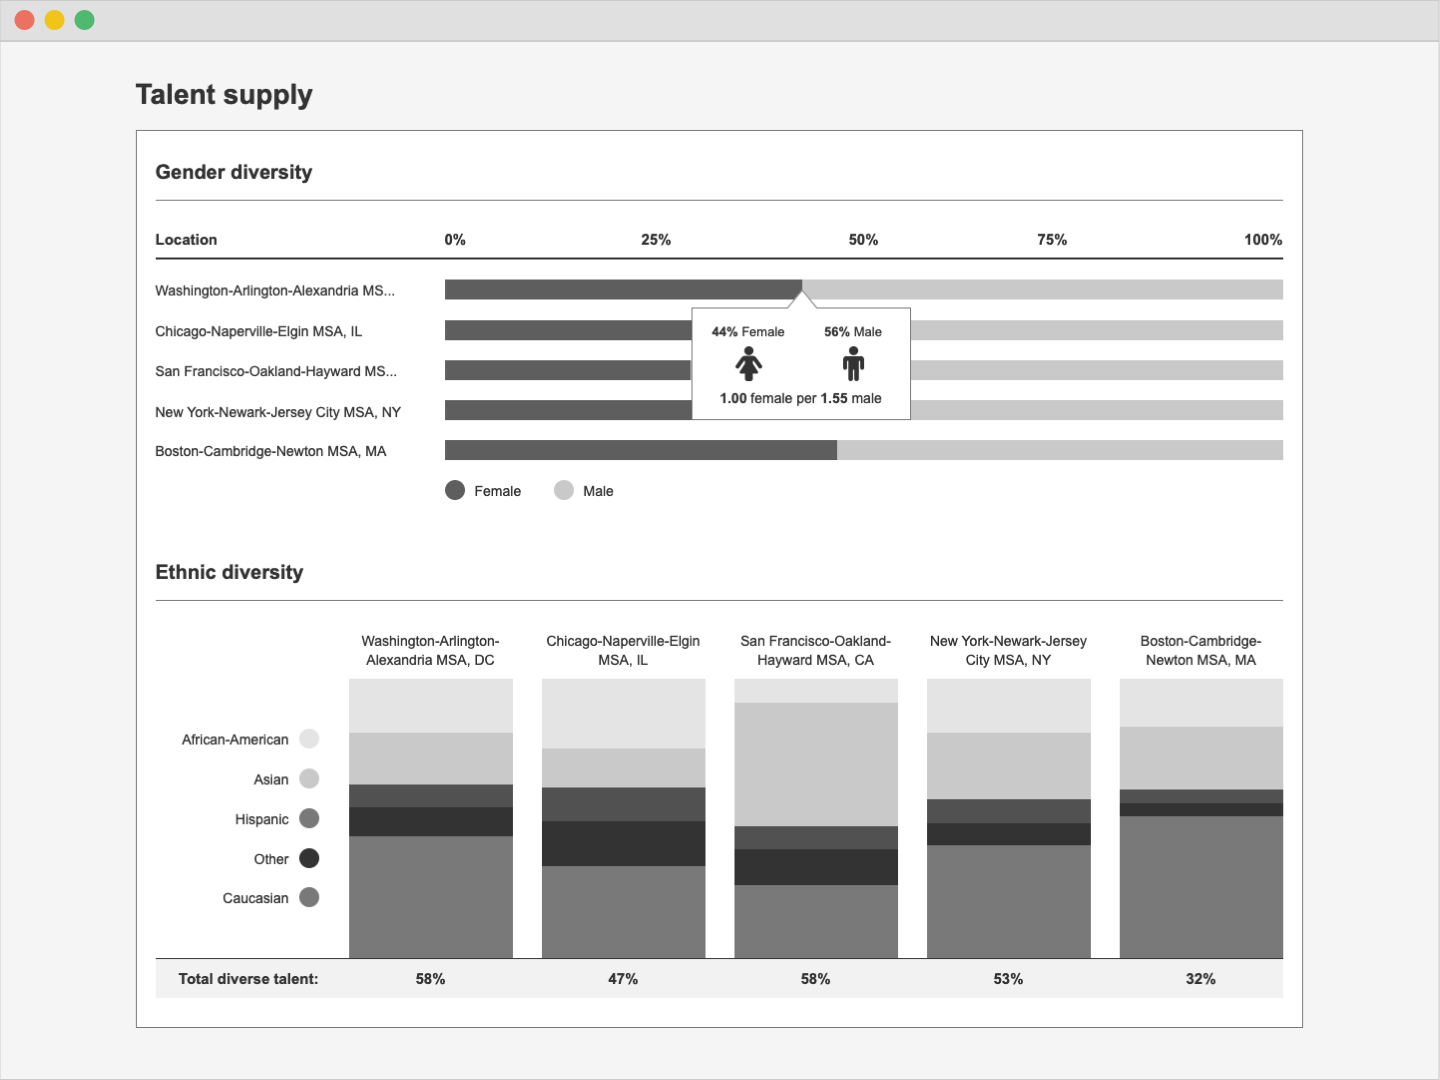 Talent supply
Gender diversity
Location 0% 25% 50% 75% 100%
Washington-Arlington-Alexandria MS...
44% Female 56% Male
Chicago-Naperville-Elgin MSA, IL
San Francisco-Oakland-Hayward MS...
1.00 female per 1.55 male
New York-Newark-Jersey City MSA, NY
Boston-Cambridge-Newton MSA, MA
Female Male
Ethnic diversity
Washington-Arlington-
Alexandria MSA, DC
Chicago-Naperville-Elgin
MSA, IL
San Francisco-Oakland-
Hayward MSA, CA
New York-Newark-Jersey
City MSA, NY
Boston-Cambridge-
Newton MSA, MA
African-American
Asian
Hispanic
Other
Caucasian
Total diverse talent: 58% 47% 58% 53% 32%